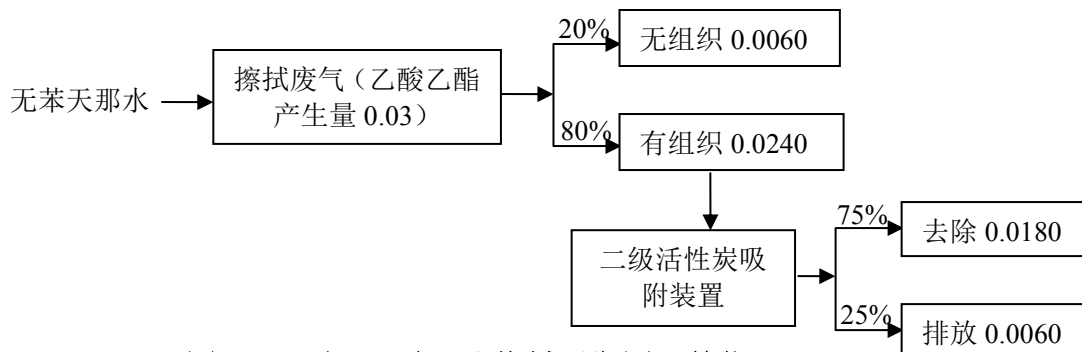 20%
无组织 0.0060
无苯天那水
擦拭废气（乙酸乙酯
产生量 0.03）
80%
有组织 0.0240
二级活性炭吸
附装置
75%
去除 0.0180
25%
排放 0.0060